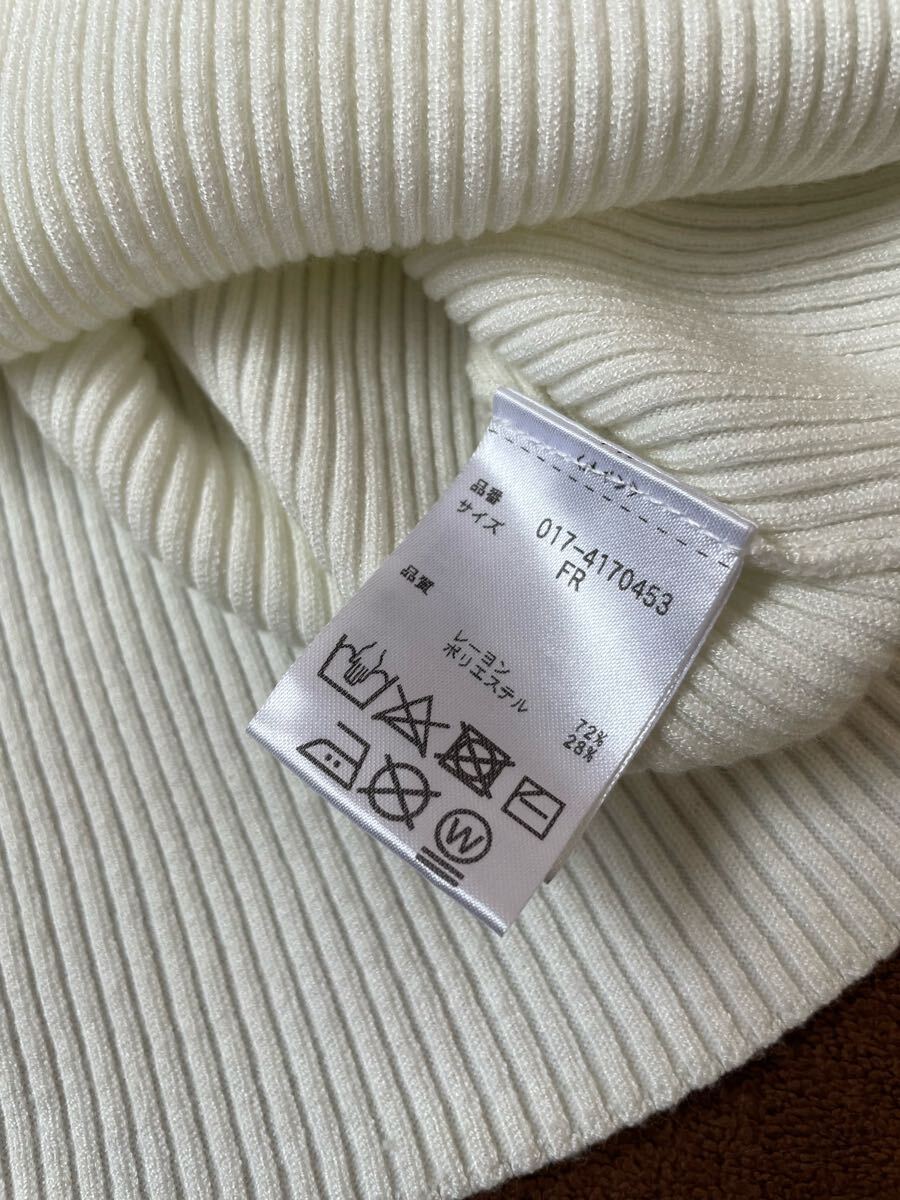 品番 017-4170453
サイズ FR
品質
レーヨン 72%
ポリエステル 28%
W